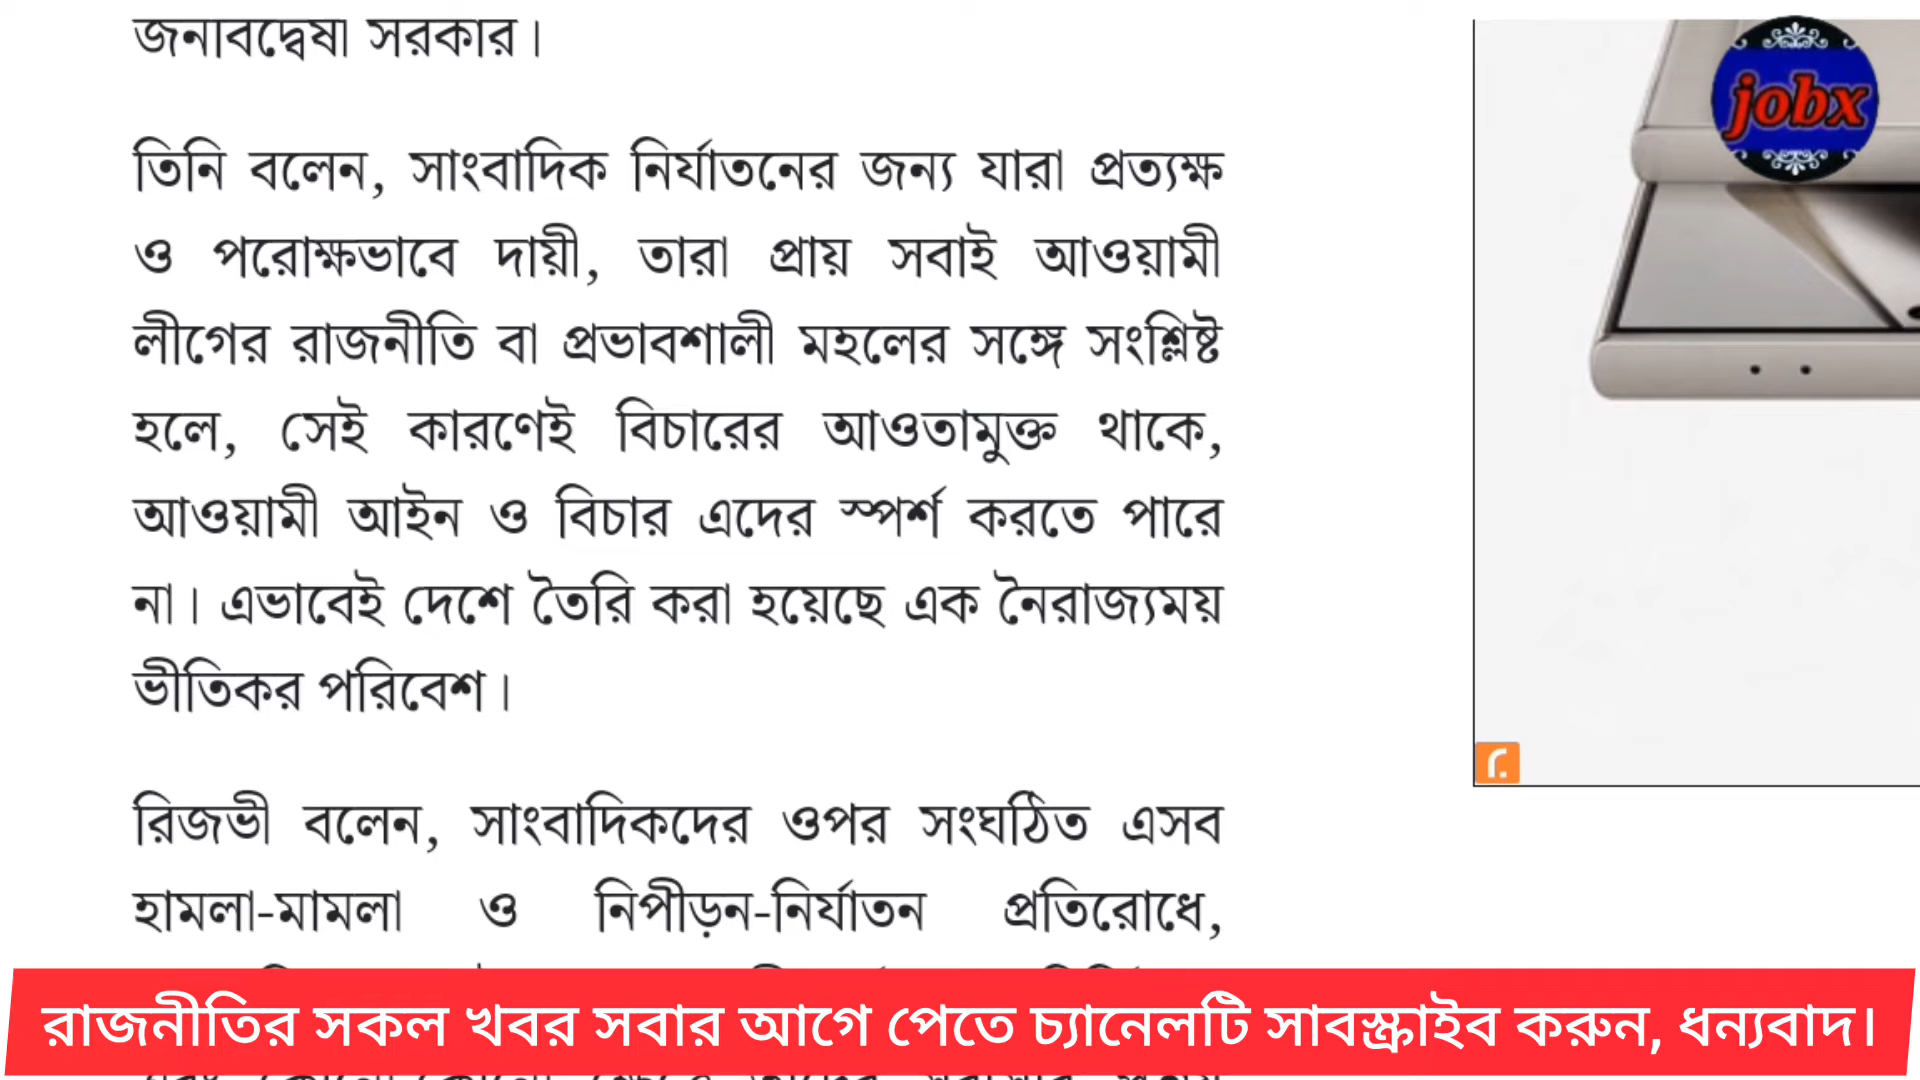 জনবিদ্বেষী সরকার।
তিনি বলেন, সাংবাদিক নির্যাতনের জন্য যারা প্রত্যক্ষ
ও পরোক্ষভাবে দায়ী, তারা প্রায় সবাই আওয়ামী
লীগের রাজনীতি বা প্রভাবশালী মহলের সঙ্গে সংশ্লিষ্ট
হলে, সেই কারণেই বিচারের আওতামুক্ত থাকে,
আওয়ামী আইন ও বিচার এদের স্পর্শ করতে পারে
না। এভাবেই দেশে তৈরি করা হয়েছে এক নৈরাজ্যময়
ভীতিকর পরিবেশ।
রিজভী বলেন, সাংবাদিকদের ওপর সংঘঠিত এসব
হামলা-মামলা ও নিপীড়ন-নির্যাতন প্রতিরোধে,
রাজনীতির সকল খবর সবার আগে পেতে চ্যানেলটি সাবস্ক্রাইব করুন, ধন্যবাদ।
jobx